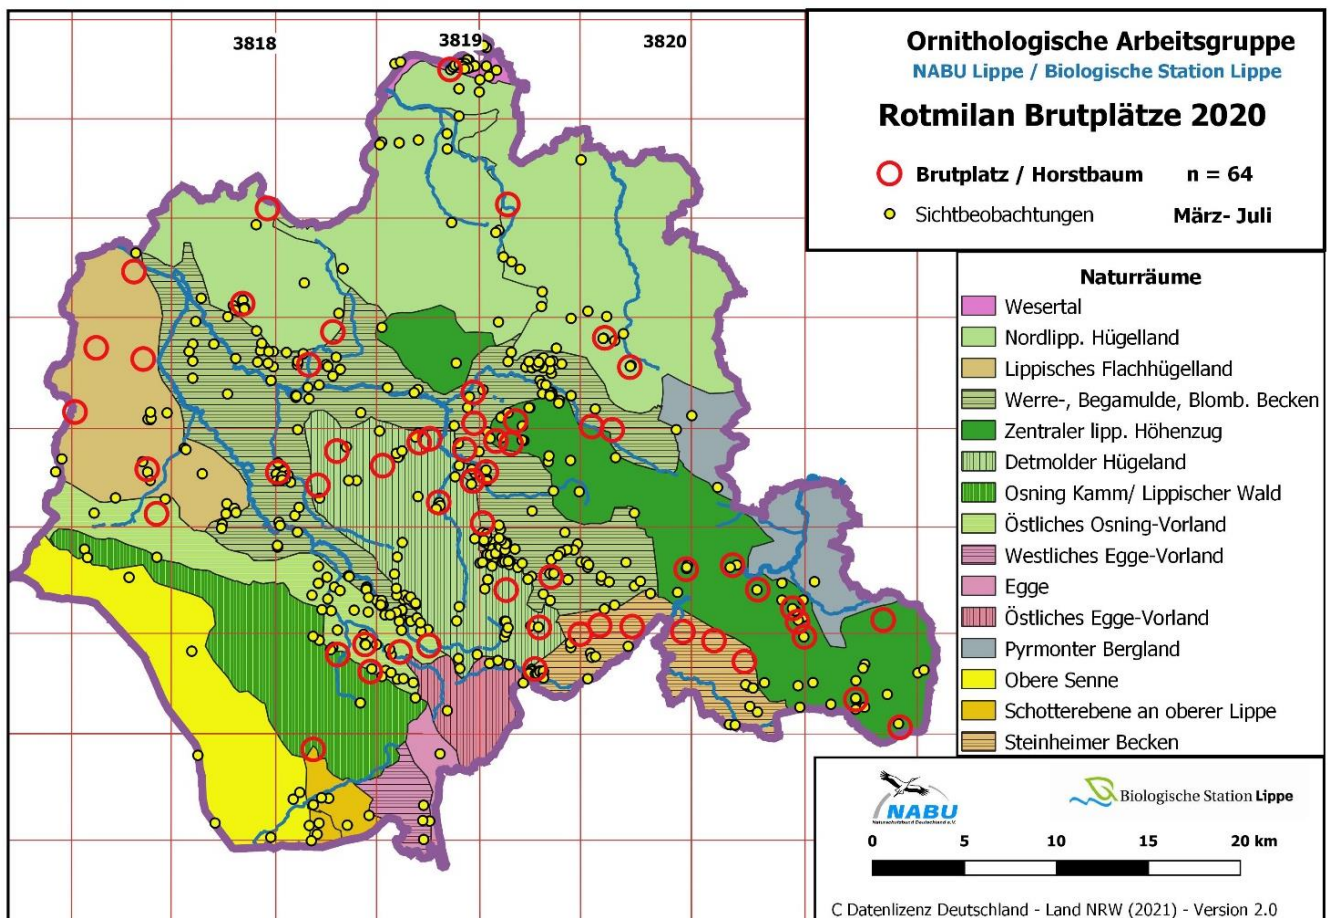 3818
3819
3820
Ornithologische Arbeitsgruppe
NABU Lippe / Biologische Station Lippe
Rotmilan Brutplätze 2020
Brutplatz / Horstbaum n = 64
Sichtbeobachtungen März- Juli
Naturräume
Wesertal
Nordlipp. Hügelland
Lippisches Flachhügelland
Werre-, Begamulde, Blomb. Becken
Zentraler lipp. Höhenzug
Detmolder Hügeland
Osning Kamm/ Lippischer Wald
Östliches Osning-Vorland
Westliches Egge-Vorland
Egge
Östliches Egge-Vorland
Pyrmonter Bergland
Obere Senne
Schotterebene an oberer Lippe
Steinheimer Becken
NABU
Naturschutzbund Deutschland e.V.
Biologische Station Lippe
0 5 10 15 20 km
C Datenlizenz Deutschland - Land NRW (2021) - Version 2.0